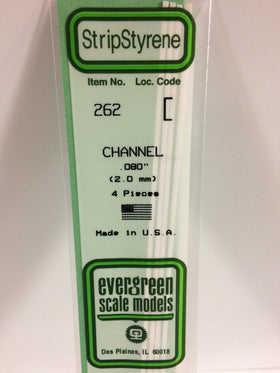 StripStyrene
Item No. Loc. Code
262 [
CHANNEL
.080"
(2.0 mm)
4 Pieces
Made in U.S.A.
evergreen
scale models
Des Plaines, IL 60018